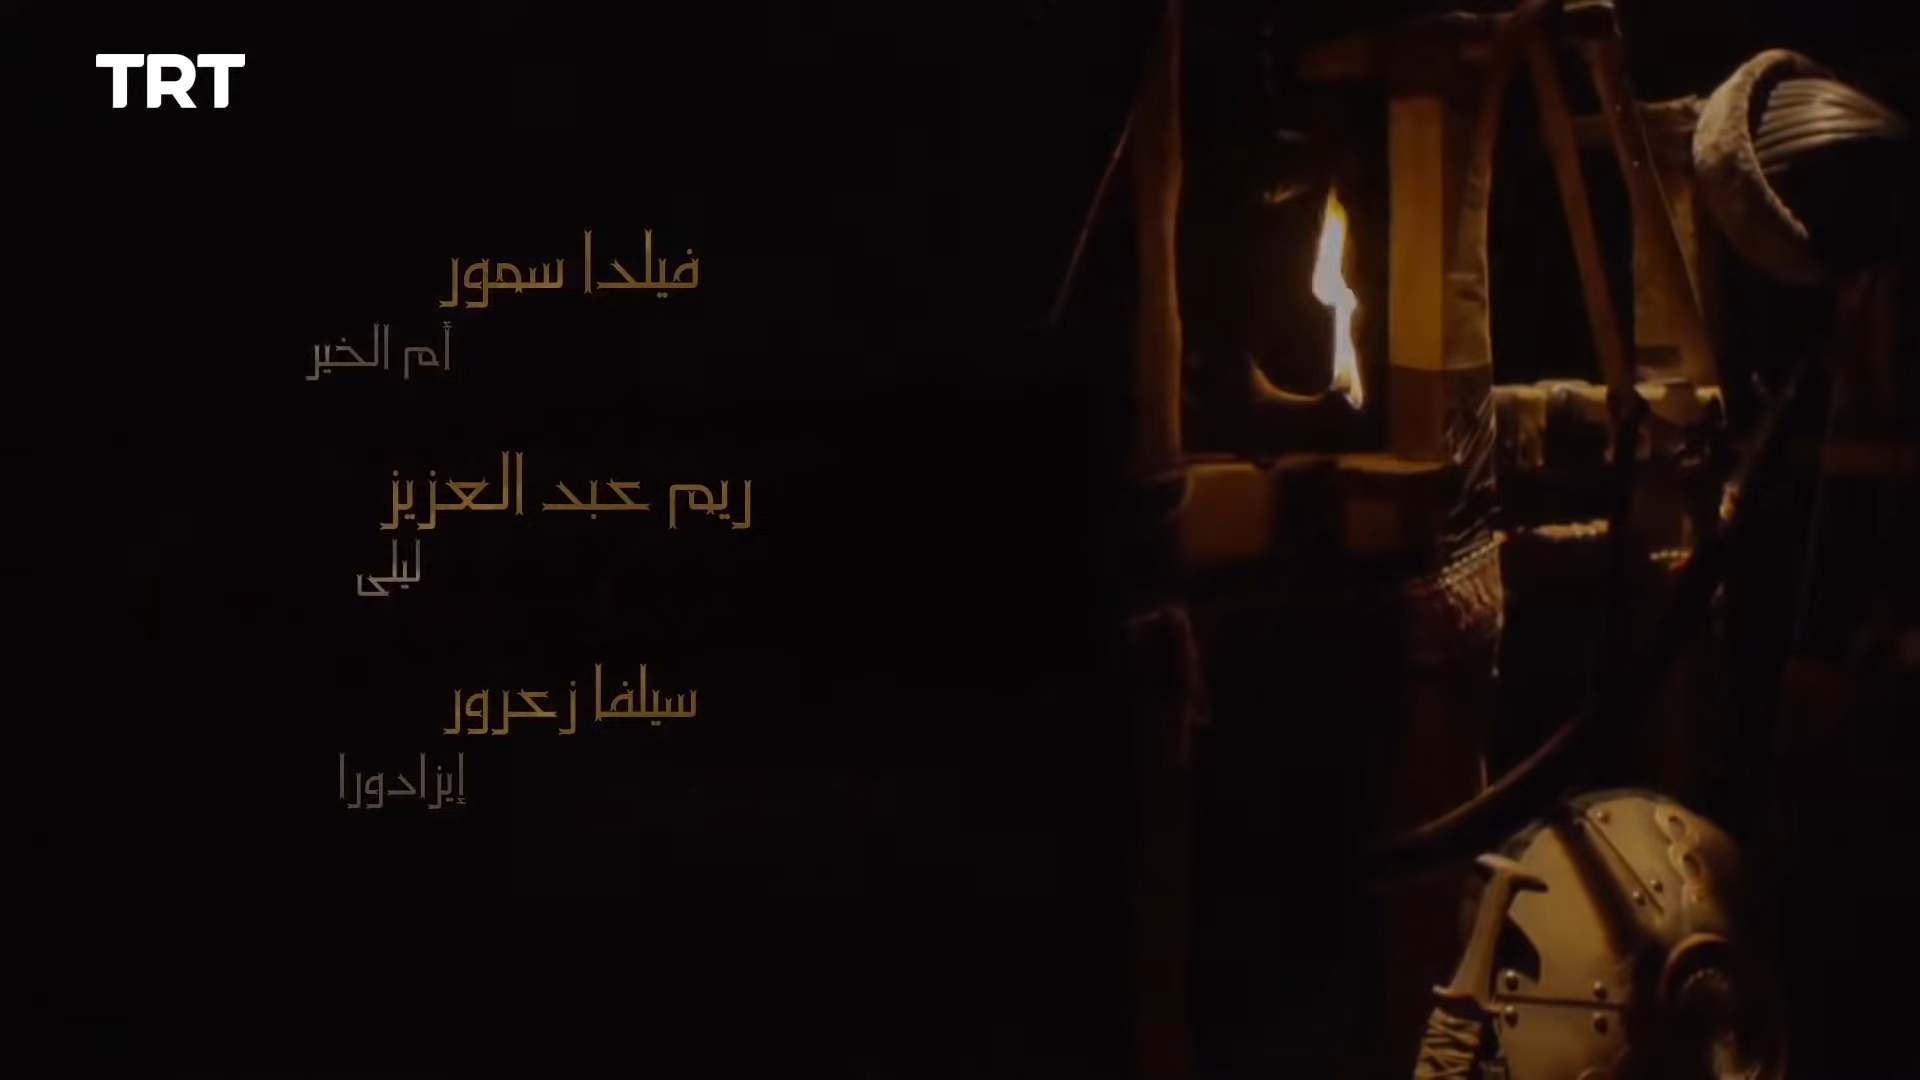 TRT
فيلدا سمور
أم الخير
ريم عبد العزيز
ليلى
سيلفا زعرور
إيزادورا